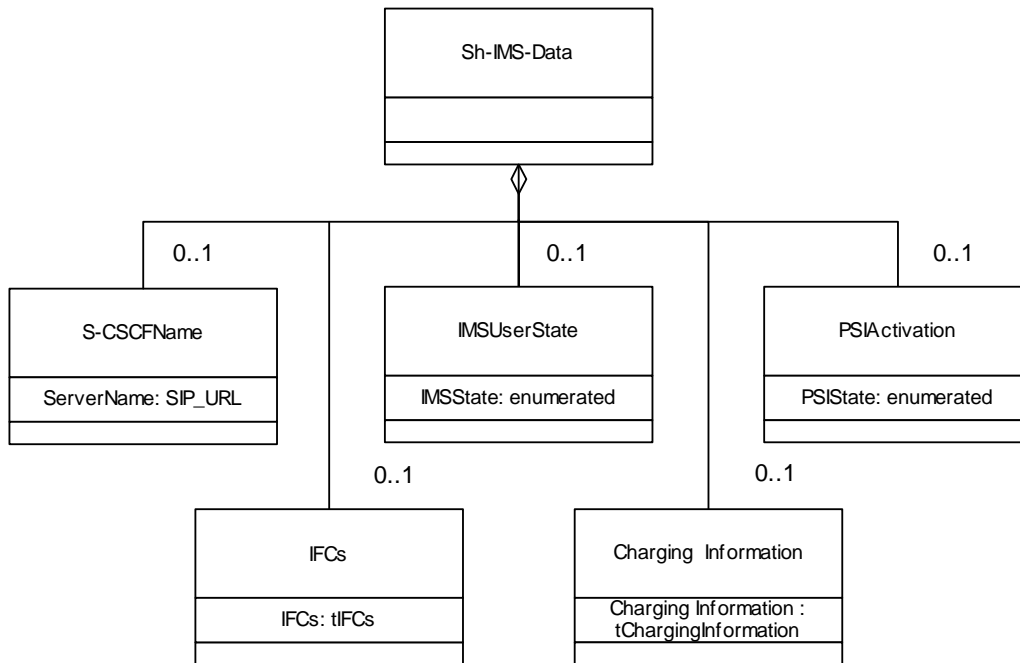 Sh-IMS-Data
0..1
0..1
0..1
S-CSCFName
IMSUserState
PSIActivation
ServerName: SIP_URL
IMSState: enumerated
PSIState: enumerated
0..1
0..1
IFCs
Charging Information
IFCs: tIFCs
Charging Information :
tChargingInformation